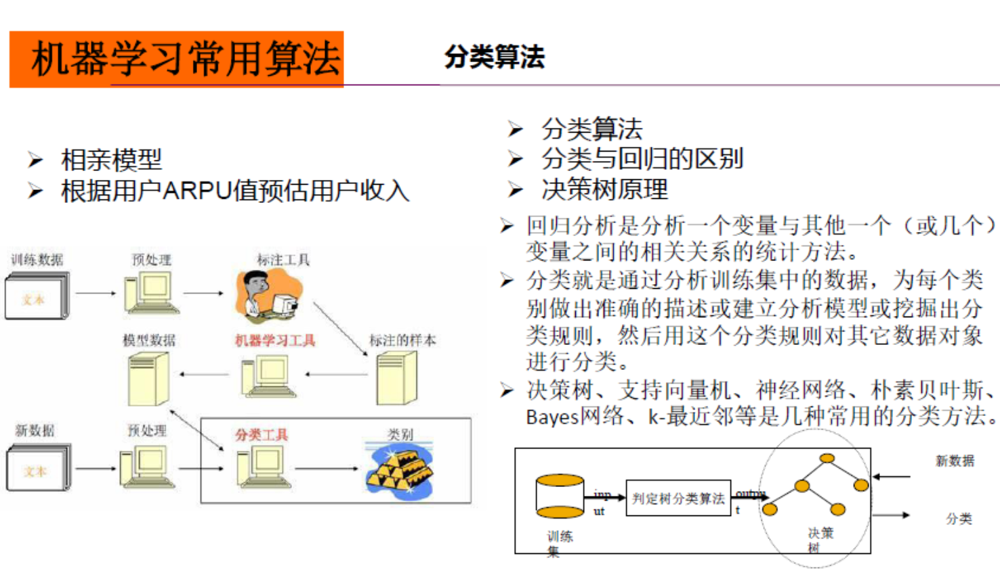 机器学习常用算法
分类算法
➢ 相亲模型
➢ 根据用户ARPU值预估用户收入
训练数据
预处理
标注工具
文本
模型数据
机器学习工具
标注的样本
新数据
预处理
分类工具
类别
文本
➢ 分类算法
➢ 分类与回归的区别
➢ 决策树原理
➢ 回归分析是分析一个变量与其他一个（或几个）
变量之间的相关关系的统计方法。
➢ 分类就是通过分析训练集中的数据，为每个类
别做出准确的描述或建立分析模型或挖掘出分
类规则，然后用这个分类规则对其它数据对象
进行分类。
➢ 决策树、支持向量机、神经网络、朴素贝叶斯、
Bayes网络、k-最近邻等是几种常用的分类方法。
inp
ut
判定树分类算法
outpu
t
训练
集
决策
树
新数据
分类